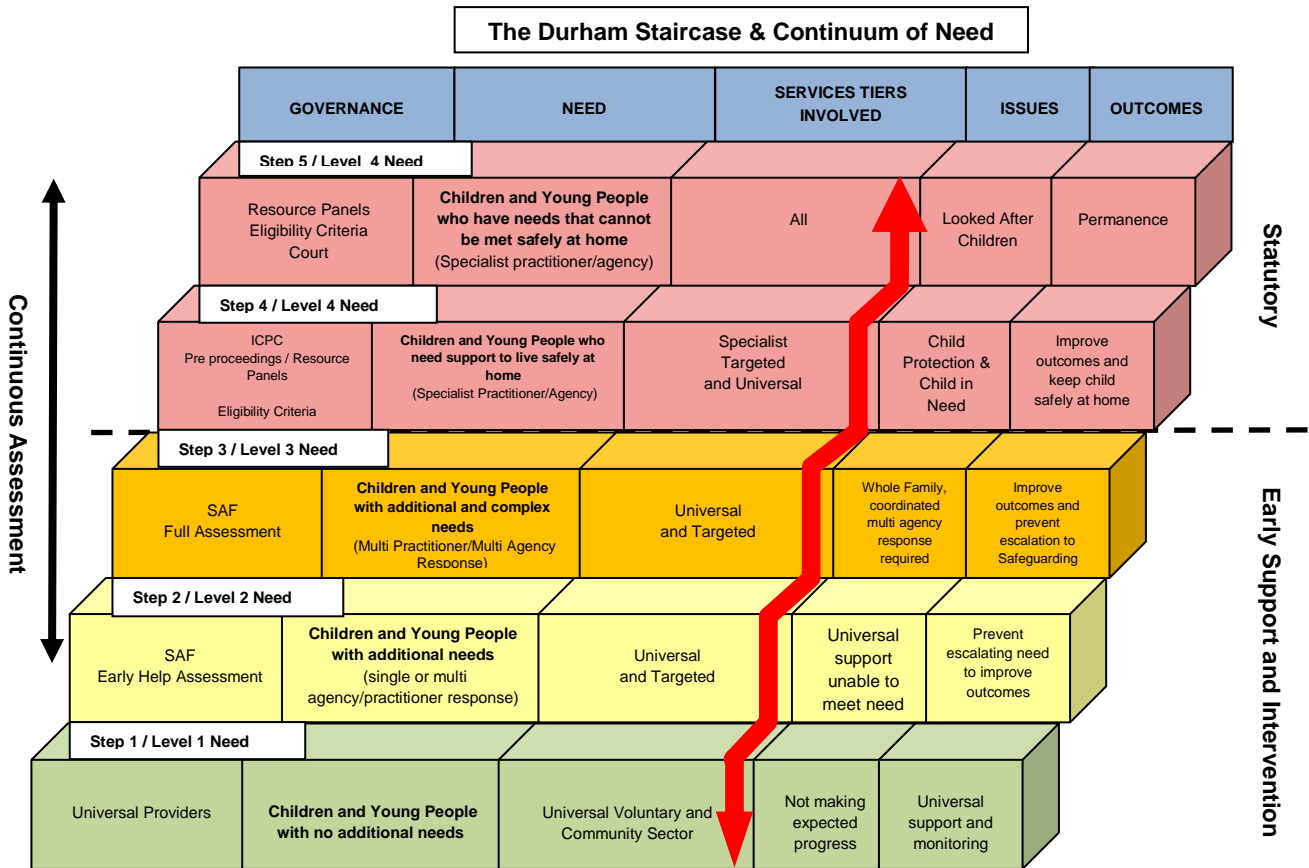 The Durham Staircase & Continuum of Need
GOVERNANCE
NEED
SERVICES TIERS
INVOLVED
ISSUES
OUTCOMES
Step 5 / Level 4 Need
Resource Panels
Eligibility Criteria
Court
Children and Young People
who have needs that cannot
be met safely at home
(Specialist practitioner/agency)
All
Looked After
Children
Permanence
Step 4 / Level 4 Need
ICPC
Pre proceedings / Resource
Panels
Eligibility Criteria
Children and Young People who
need support to live safely at
home
(Specialist Practitioner/Agency)
Specialist
Targeted
and Universal
Child
Protection &
Child in
Need
Improve
outcomes and
keep child
safely at home
Step 3 / Level 3 Need
SAF
Full Assessment
Children and Young People
with additional and complex
needs
(Multi Practitioner/Multi Agency
Response)
Universal
and Targeted
Whole Family,
coordinated
multi agency
response
required
Improve
outcomes and
prevent
escalation to
Safeguarding
Step 2 / Level 2 Need
SAF
Early Help Assessment
Children and Young People
with additional needs
(single or multi
agency/practitioner response)
Universal
and Targeted
Universal
support
unable to
meet need
Prevent
escalating need
to improve
outcomes
Step 1 / Level 1 Need
Universal Providers
Children and Young People
with no additional needs
Universal Voluntary and
Community Sector
Not making
expected
progress
Universal
support and
monitoring
Continuous Assessment
Statutory
Early Support and Intervention